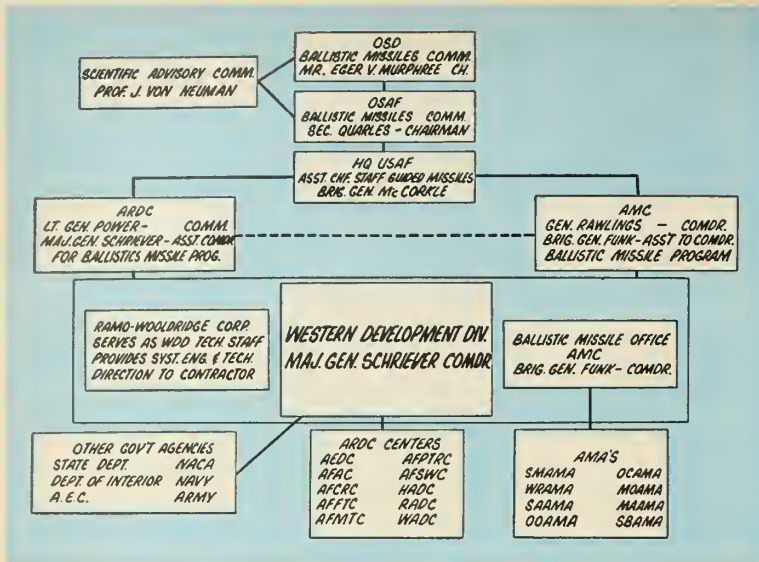 OSD
BALLISTIC MISSILES COMM.
MR. EGER V. MURPHREE CH.
SCIENTIFIC ADVISORY COMM.
PROF. J. VON NEUMAN
OSAF
BALLISTIC MISSILES COMM.
SEC. QUARLES - CHAIRMAN
HQ USAF
ASST. CHF. STAFF GUIDED MISSILES
BRIG. GEN. McCORKLE
ARDC
LT. GEN. POWER - COMM.
MAJ. GEN. SCHRIEVER - ASST. COMDR.
FOR BALLISTICS MISSILE PROG.
AMC
GEN. RAWLINGS - COMDR.
BRIG. GEN. FUNK - ASS'T TO COMDR.
BALLISTIC MISSILE PROGRAM
RAMO-WOOLDRIDGE CORP.
SERVES AS WDD TECH. STAFF
PROVIDES SYST. ENG. & TECH.
DIRECTION TO CONTRACTOR
WESTERN DEVELOPMENT DIV.
MAJ. GEN. SCHRIEVER COMDR.
BALLISTIC MISSILE OFFICE
AMC
BRIG. GEN. FUNK - COMDR.
OTHER GOV'T AGENCIES
STATE DEPT. NACA
DEPT. OF INTERIOR NAVY
A.E.C. ARMY
ARDC CENTERS
AEDC AFPTRC
AFAC AFSWC
AFCRC HADC
AFFTC RADC
AFMTC WADC
AMA'S
SMAMA OCAMA
WRAMA MOAMA
SAAMA MAAMA
OOAMA SBAMA